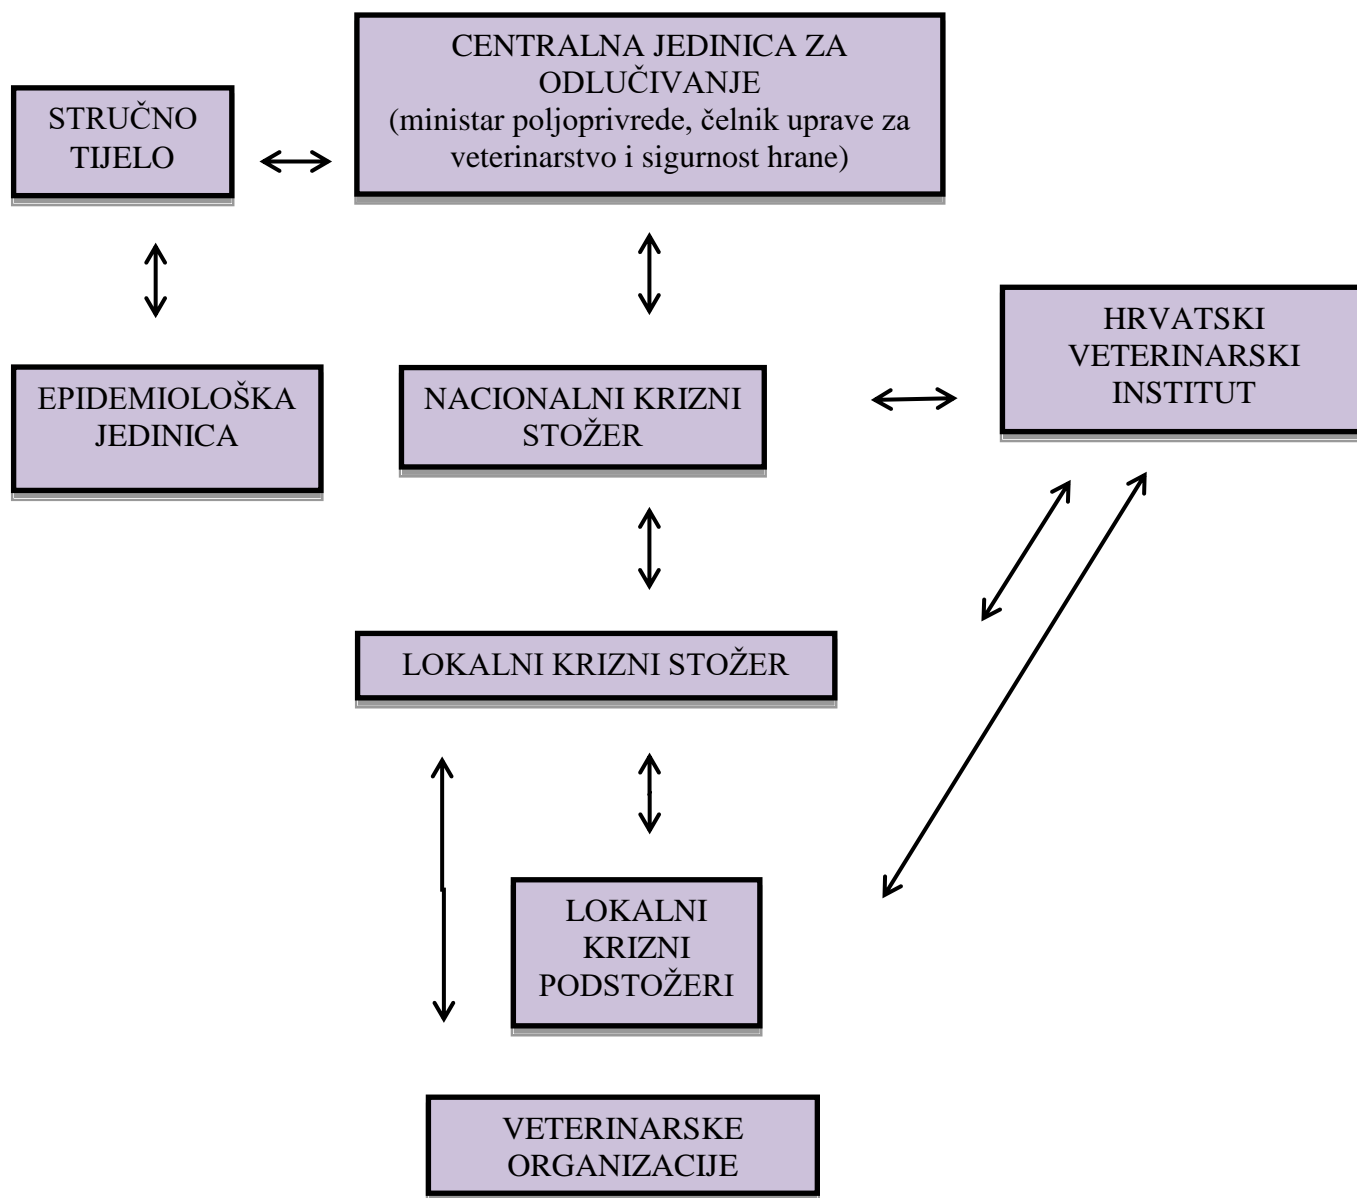 CENTRALNA JEDINICA ZA
ODLUČIVANJE
(ministar poljoprivrede, čelnik uprave za
veterinarstvo i sigurnost hrane)
STRUČNO
TIJELO
HRVATSKI
VETERINARSKI
INSTITUT
EPIDEMIOLOŠKA
JEDINICA
NACIONALNI KRIZNI
STOŽER
LOKALNI KRIZNI STOŽER
LOKALNI
KRIZNI
PODSTOŽERI
VETERINARSKE
ORGANIZACIJE